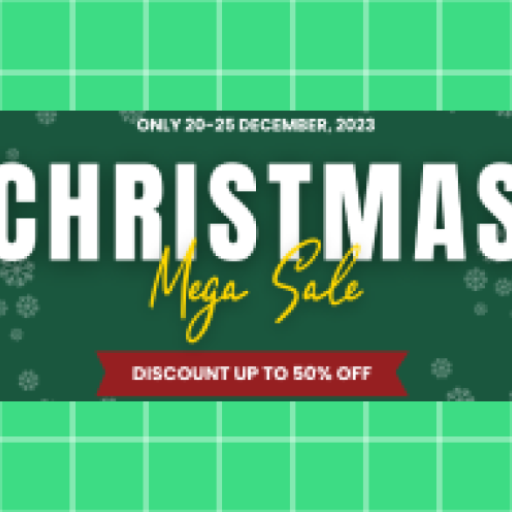 ONLY 20-25 DECEMBER, 2023
CHRISTMAS
Mega Sale
DISCOUNT UP TO 50% OFF